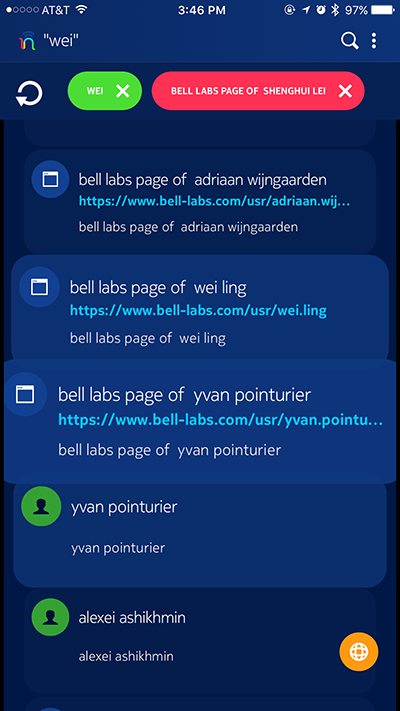 AT&T 3:46 PM 97%
"wei"
WEI BELL LABS PAGE OF SHENGHUI LEI
bell labs page of adriaan wijngaarden
https://www.bell-labs.com/usr/adriaan.wij...
bell labs page of adriaan wijngaarden
bell labs page of wei ling
https://www.bell-labs.com/usr/wei.ling
bell labs page of wei ling
bell labs page of yvan pointurier
https://www.bell-labs.com/usr/yvan.pointu...
bell labs page of yvan pointurier
yvan pointurier
yvan pointurier
alexei ashikhmin
alexei ashikhmin